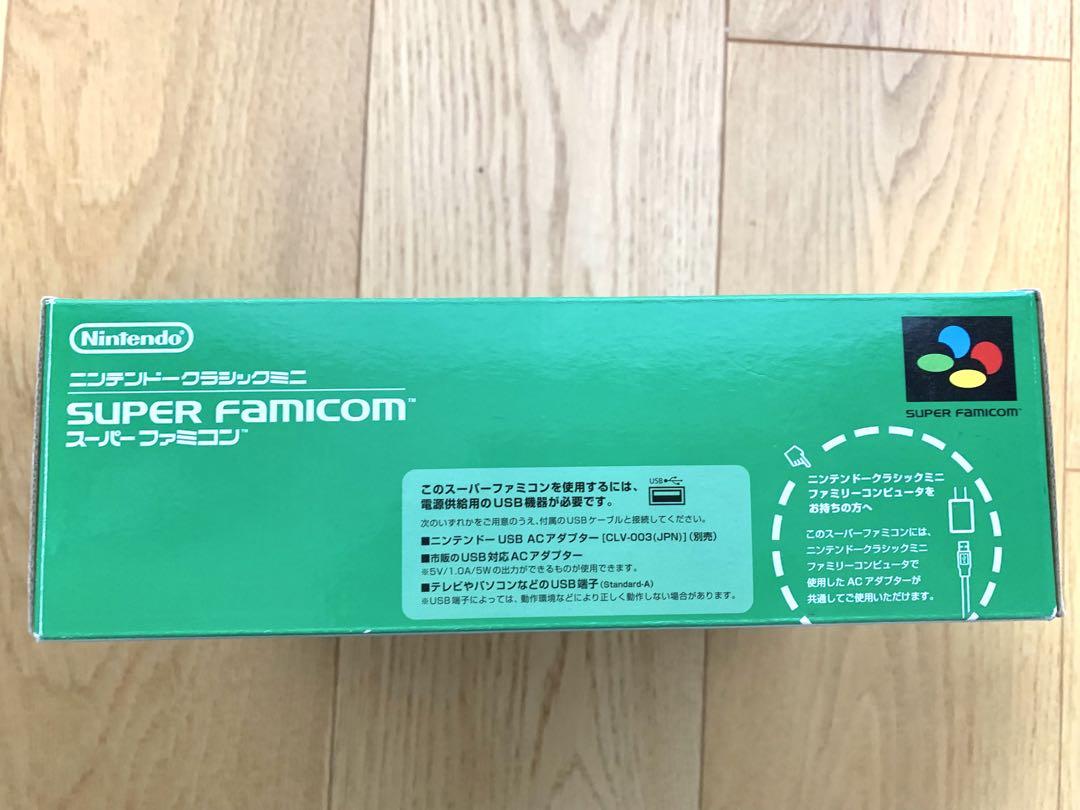 Nintendo®
ニンテンドークラシックミニ
SUPER FAMICOM™
スーパーファミコン™
SUPER FAMICOM™
このスーパーファミコンを使用するには、
電源供給用のUSB機器が必要です。
USB
次のいずれかをご用意のうえ、付属のUSBケーブルと接続してください。
■ニンテンドー USB ACアダプター [CLV-003(JPN)] (別売)
■市販のUSB対応ACアダプター
※5V/1.0A/5Wの出力ができるものが使用できます。
■テレビやパソコンなどのUSB端子 (Standard-A)
※USB端子によっては、動作環境などにより正しく動作しない場合があります。
ニンテンドークラシックミニ
ファミリーコンピュータを
お持ちの方へ
このスーパーファミコンには、
ニンテンドークラシックミニ
ファミリーコンピュータで
使用した ACアダプターが
共通してご使用いただけます。